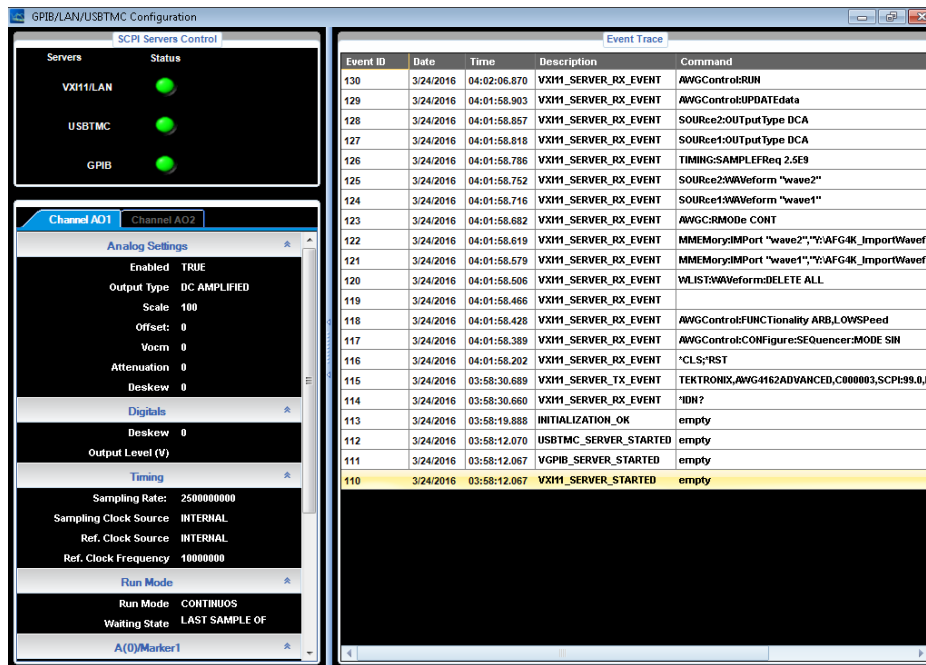 GPIB/LAN/USBTMC Configuration
SCPI Servers Control
Servers Status
VXI11/LAN
USBTMC
GPIB
Channel AO1 Channel AO2
Analog Settings
Enabled TRUE
Output Type DC AMPLIFIED
Scale 100
Offset: 0
Vocm 0
Attenuation 0
Deskew 0
Digitals
Deskew 0
Output Level (V)
Timing
Sampling Rate: 2500000000
Sampling Clock Source INTERNAL
Ref. Clock Source INTERNAL
Ref. Clock Frequency 10000000
Run Mode
Run Mode CONTINUOS
Waiting State LAST SAMPLE OF
A(0)/Marker1
Event Trace
Event ID Date Time Description Command
130 3/24/2016 04:02:06.870 VXI11_SERVER_RX_EVENT AWGControl:RUN
129 3/24/2016 04:01:58.903 VXI11_SERVER_RX_EVENT AWGControl:UPDATEdata
128 3/24/2016 04:01:58.857 VXI11_SERVER_RX_EVENT SOURce2:OUTputType DCA
127 3/24/2016 04:01:58.818 VXI11_SERVER_RX_EVENT SOURce1:OUTputType DCA
126 3/24/2016 04:01:58.786 VXI11_SERVER_RX_EVENT TIMING:SAMPLEFReq 2.5E9
125 3/24/2016 04:01:58.752 VXI11_SERVER_RX_EVENT SOURce2:WAVeform "wave2"
124 3/24/2016 04:01:58.716 VXI11_SERVER_RX_EVENT SOURce1:WAVeform "wave1"
123 3/24/2016 04:01:58.682 VXI11_SERVER_RX_EVENT AWGC:RMODe CONT
122 3/24/2016 04:01:58.619 VXI11_SERVER_RX_EVENT MMEMory:IMPort "wave2","Y:\AFG4K_ImportWavef
121 3/24/2016 04:01:58.579 VXI11_SERVER_RX_EVENT MMEMory:IMPort "wave1","Y:\AFG4K_ImportWavef
120 3/24/2016 04:01:58.506 VXI11_SERVER_RX_EVENT WLIST:WAVeform:DELETE ALL
119 3/24/2016 04:01:58.466 VXI11_SERVER_RX_EVENT
118 3/24/2016 04:01:58.428 VXI11_SERVER_RX_EVENT AWGControl:FUNCTionality ARB,LOWSPeed
117 3/24/2016 04:01:58.389 VXI11_SERVER_RX_EVENT AWGControl:CONFigure:SEQuencer:MODE SIN
116 3/24/2016 04:01:58.202 VXI11_SERVER_RX_EVENT *CLS;*RST
115 3/24/2016 03:58:30.689 VXI11_SERVER_TX_EVENT TEKTRONIX,AWG4162ADVANCED,C000003,SCPI:99.0,
114 3/24/2016 03:58:30.660 VXI11_SERVER_RX_EVENT *IDN?
113 3/24/2016 03:58:19.888 INITIALIZATION_OK empty
112 3/24/2016 03:58:12.070 USBTMC_SERVER_STARTED empty
111 3/24/2016 03:58:12.067 VGPIB_SERVER_STARTED empty
110 3/24/2016 03:58:12.067 VXI11_SERVER_STARTED empty